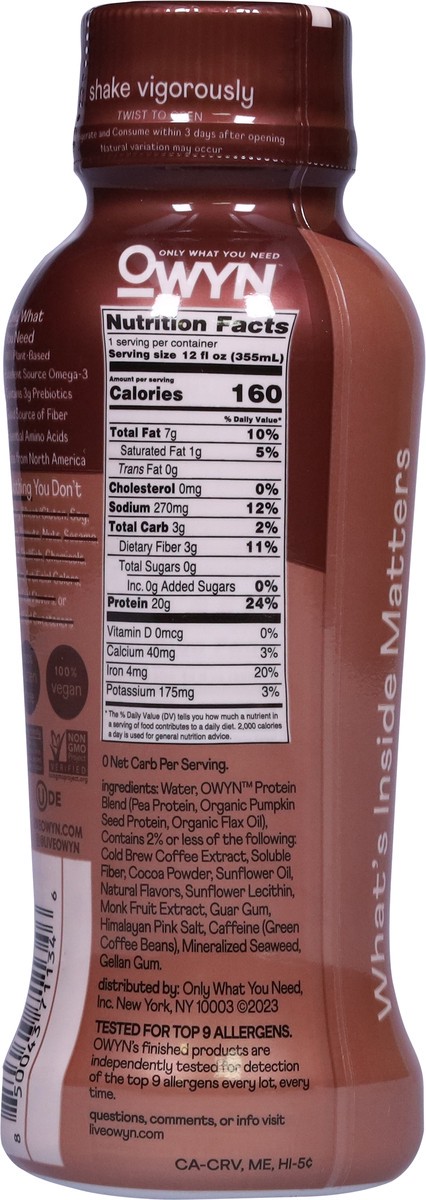 shake vigorously
TWIST TO OPEN
and Consume within 3 days after opening
Natural variation may occur
ONLY WHAT YOU NEED
OWYN
What
Need
Plant-Based
Source Omega-3
3g Prebiotics
Source of Fiber
Amino Acids
from North America
You Don't
100%
vegan
NON
GMO
VERIFIED
U DE
Nutrition Facts
1 serving per container
Serving size 12 fl oz (355mL)
Amount per serving
Calories 160
% Daily Value*
Total Fat 7g 10%
Saturated Fat 1g 5%
Trans Fat 0g
Cholesterol 0mg 0%
Sodium 270mg 12%
Total Carb 3g 2%
Dietary Fiber 3g 11%
Total Sugars 0g
Inc. 0g Added Sugars 0%
Protein 20g 24%
Vitamin D 0mcg 0%
Calcium 40mg 3%
Iron 4mg 20%
Potassium 175mg 3%
*The % Daily Value (DV) tells you how much a nutrient in
a serving of food contributes to a daily diet. 2,000 calories
a day is used for general nutrition advice.
0 Net Carb Per Serving.
ingredients: Water, OWYN™ Protein
Blend (Pea Protein, Organic Pumpkin
Seed Protein, Organic Flax Oil),
Contains 2% or less of the following:
Cold Brew Coffee Extract, Soluble
Fiber, Cocoa Powder, Sunflower Oil,
Natural Flavors, Sunflower Lecithin,
Monk Fruit Extract, Guar Gum,
Himalayan Pink Salt, Caffeine (Green
Coffee Beans), Mineralized Seaweed,
Gellan Gum.
distributed by: Only What You Need,
Inc. New York, NY 10003 ©2023
TESTED FOR TOP 9 ALLERGENS.
OWYN's finished products are
independently tested for detection
of the top 9 allergens every lot, every
time.
questions, comments, or info visit
liveowyn.com
CA-CRV, ME, HI-5¢
What's Inside Matters
8 50043 71134 6